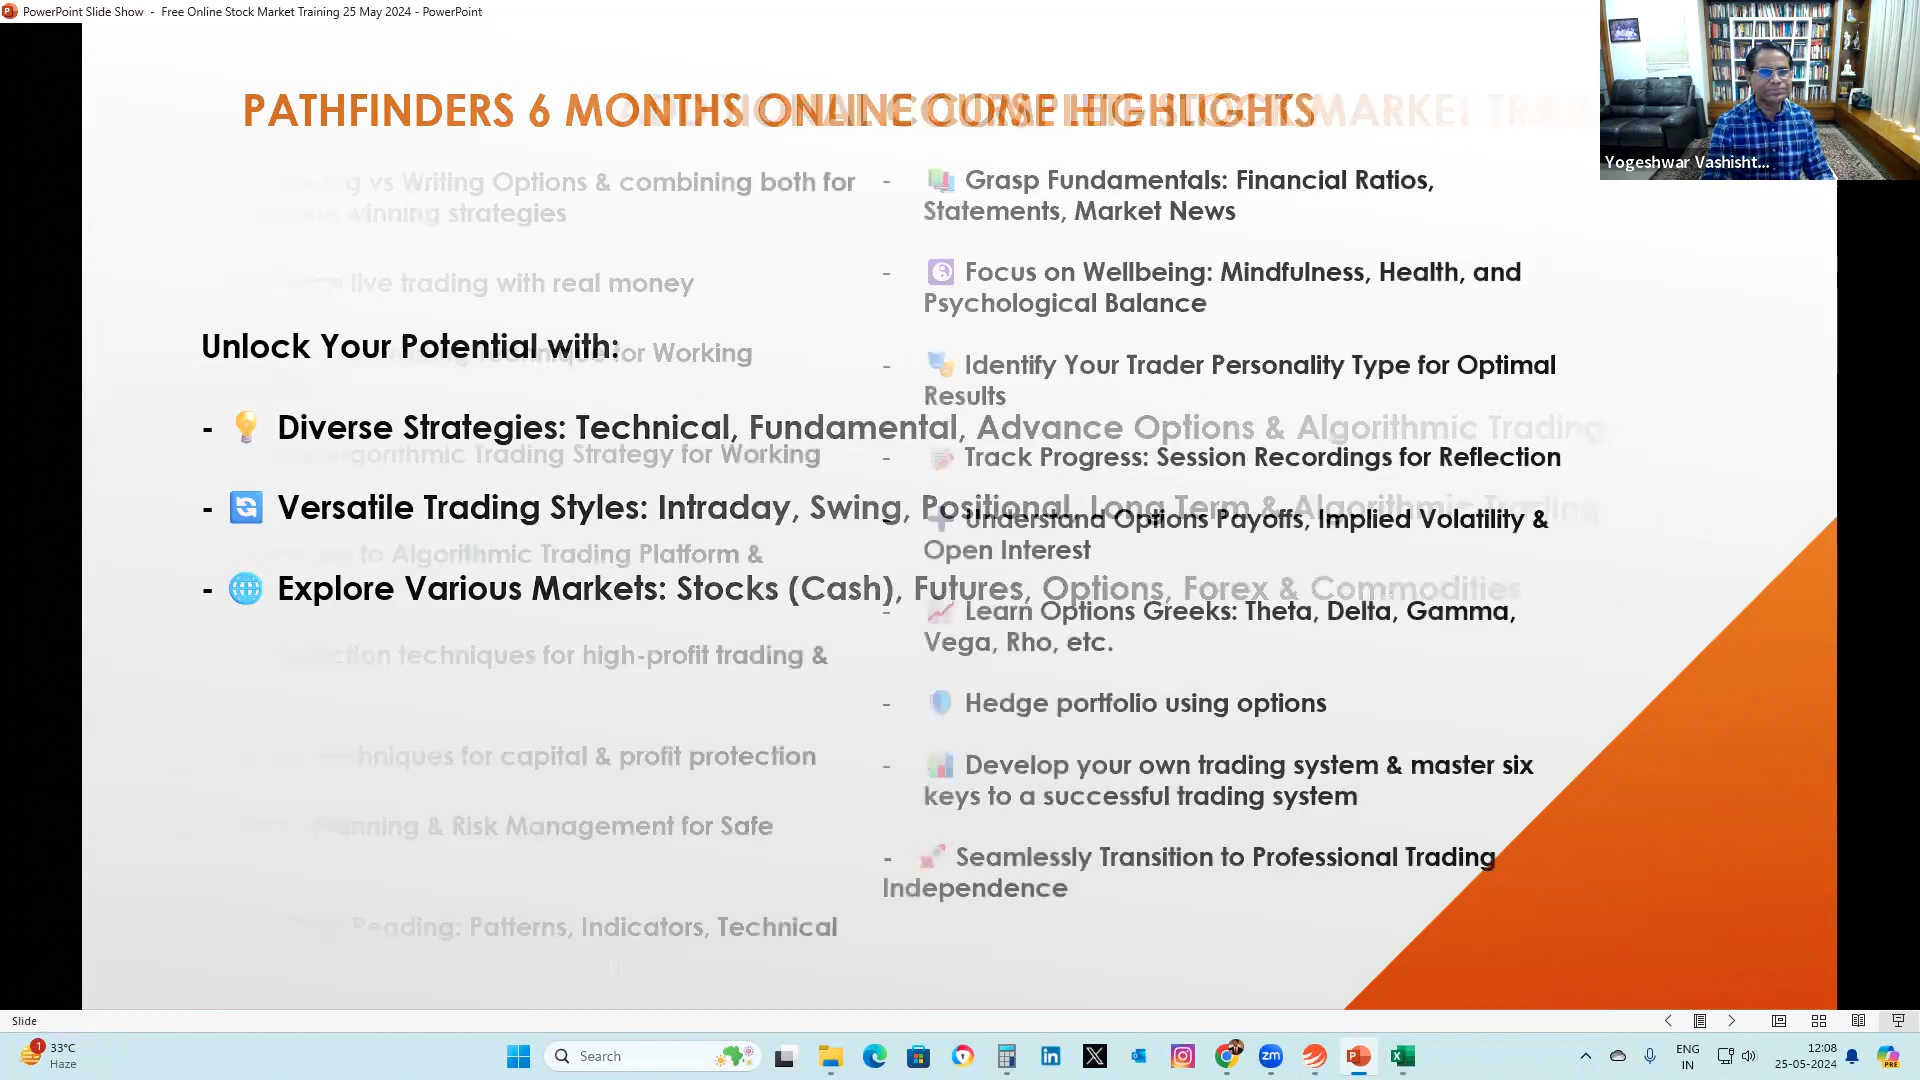 PowerPoint Slide Show - Free Online Stock Market Training 25 May 2024 - PowerPoint
PATHFINDERS 6 MONTHS ONLINE COURSE HIGHLIGHTS
MARKET
Yogeshwar Vashisht...
vs Writing Options & combining both for
winning strategies
live trading with real money
for Working
Algorithmic Trading Strategy for Working
to Algorithmic Trading Platform &
techniques for high-profit trading &
techniques for capital & profit protection
Planning & Risk Management for Safe
Reading: Patterns, Indicators, Technical
Unlock Your Potential with:
- 💡 Diverse Strategies: Technical, Fundamental, Advance Options & Algorithmic Trading
- 🔄 Versatile Trading Styles: Intraday, Swing, Positional, Long Term & Algorithmic Trading
- 🌐 Explore Various Markets: Stocks (Cash), Futures, Options, Forex & Commodities
- 📊 Grasp Fundamentals: Financial Ratios,
Statements, Market News
- Focus on Wellbeing: Mindfulness, Health, and
Psychological Balance
- 🎭 Identify Your Trader Personality Type for Optimal
Results
- 📝 Track Progress: Session Recordings for Reflection
➕ Understand Options Payoffs, Implied Volatility &
Open Interest
- 📈 Learn Options Greeks: Theta, Delta, Gamma,
Vega, Rho, etc.
- Hedge portfolio using options
- 📊 Develop your own trading system & master six
keys to a successful trading system
- 🚀 Seamlessly Transition to Professional Trading
Independence
Slide
1
33°C
Haze
Search
zm
ENG
IN
12:08
25-05-2024
PRE